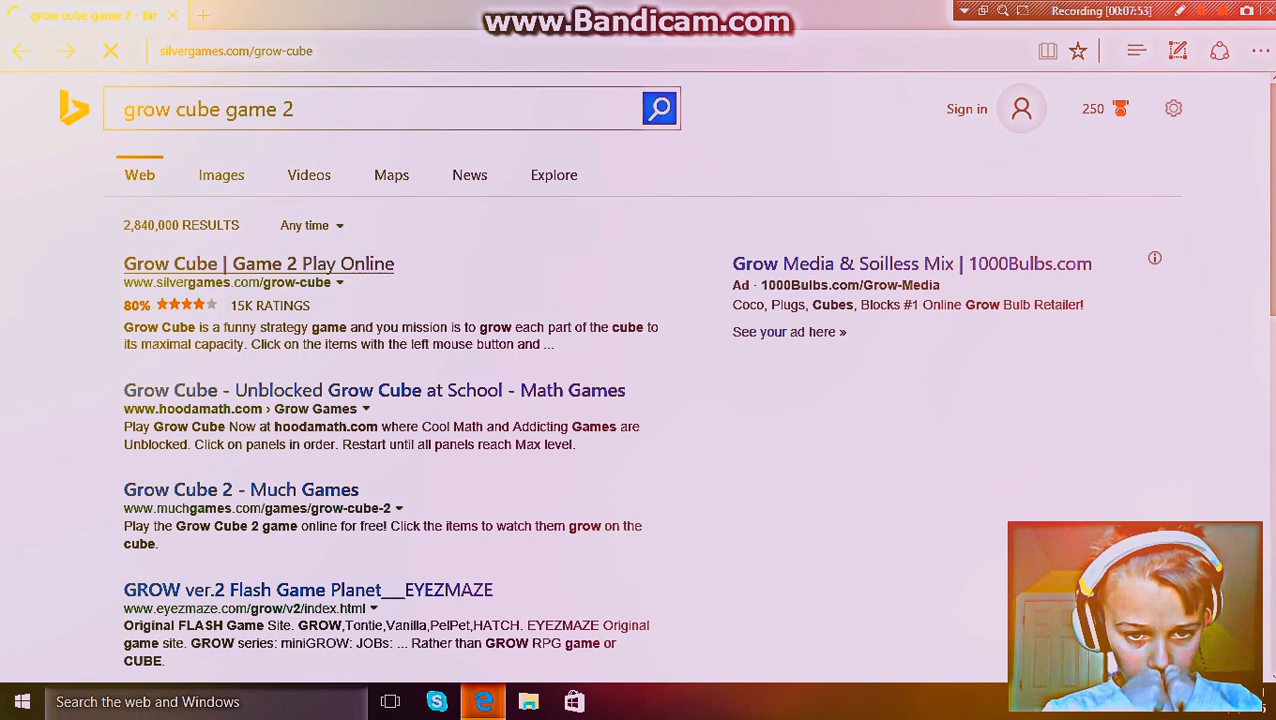 www.Bandicam.com
grow cube game 2 - Bir
Recording [00:07:53]
silvergames.com/grow-cube
grow cube game 2
Sign in
250
Web Images Videos Maps News Explore
2,840,000 RESULTS Any time
Grow Cube | Game 2 Play Online
www.silvergames.com/grow-cube
80% 15K RATINGS
Grow Cube is a funny strategy game and you mission is to grow each part of the cube to
its maximal capacity. Click on the items with the left mouse button and ...
Grow Cube - Unblocked Grow Cube at School - Math Games
www.hoodamath.com › Grow Games
Play Grow Cube Now at hoodamath.com where Cool Math and Addicting Games are
Unblocked. Click on panels in order. Restart until all panels reach Max level.
Grow Cube 2 - Much Games
www.muchgames.com/games/grow-cube-2
Play the Grow Cube 2 game online for free! Click the items to watch them grow on the
cube.
GROW ver.2 Flash Game Planet__EYEZMAZE
www.eyezmaze.com/grow/v2/index.html
Original FLASH Game Site. GROW,Tontie,Vanilla,PelPet,HATCH. EYEZMAZE Original
game site. GROW series: miniGROW: JOBs: ... Rather than GROW RPG game or
CUBE.
Grow Media & Soilless Mix | 1000Bulbs.com
Ad · 1000Bulbs.com/Grow-Media
Coco, Plugs, Cubes, Blocks #1 Online Grow Bulb Retailer!
See your ad here »
Search the web and Windows